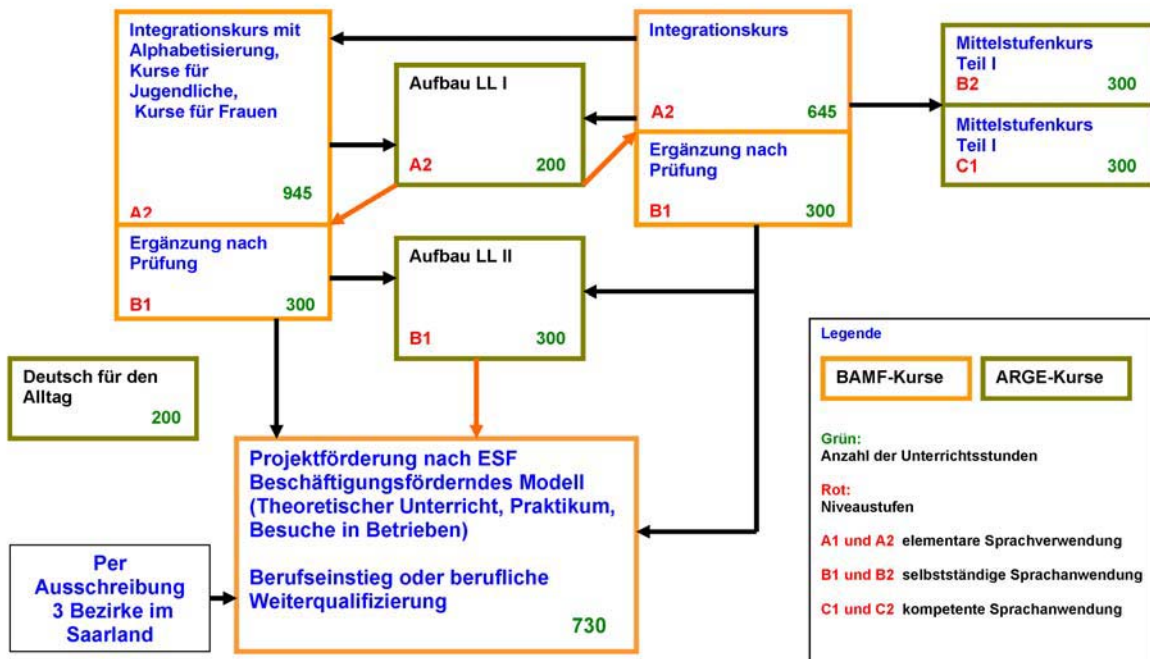 Integrationskurs mit
Alphabetisierung,
Kurse für
Jugendliche,
Kurse für Frauen
945
A2
Ergänzung nach
Prüfung
B1 300
Aufbau LL I
A2 200
Aufbau LL II
B1 300
Integrationskurs
A2 645
Ergänzung nach
Prüfung
B1 300
Mittelstufenkurs
Teil I
B2 300
Mittelstufenkurs
Teil I
C1 300
Deutsch für den
Alltag
200
Projektförderung nach ESF
Beschäftigungsförderndes Modell
(Theoretischer Unterricht, Praktikum,
Besuche in Betrieben)
Berufseinstieg oder berufliche
Weiterqualifizierung
730
Per
Ausschreibung
3 Bezirke im
Saarland
Legende
BAMF-Kurse ARGE-Kurse
Grün:
Anzahl der Unterrichtsstunden
Rot:
Niveaustufen
A1 und A2 elementare Sprachverwendung
B1 und B2 selbstständige Sprachanwendung
C1 und C2 kompetente Sprachanwendung